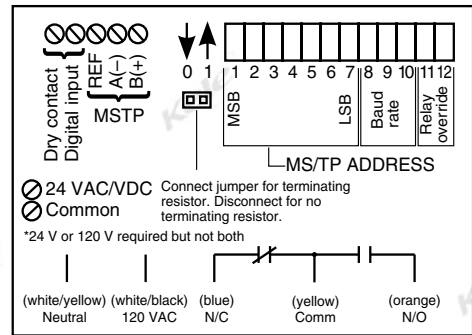 Dry contact
Digital input
REF
A(−)
B(+)
MSTP
0 1
1 2 3 4 5 6 7 8 9 10 11 12
MSB
LSB
Baud
rate
Relay
override
MS/TP ADDRESS
24 VAC/VDC
Common
Connect jumper for terminating
resistor. Disconnect for no
terminating resistor.
*24 V or 120 V required but not both
(white/yellow)
Neutral
(white/black)
120 VAC
(blue)
N/C
(yellow)
Comm
(orange)
N/O